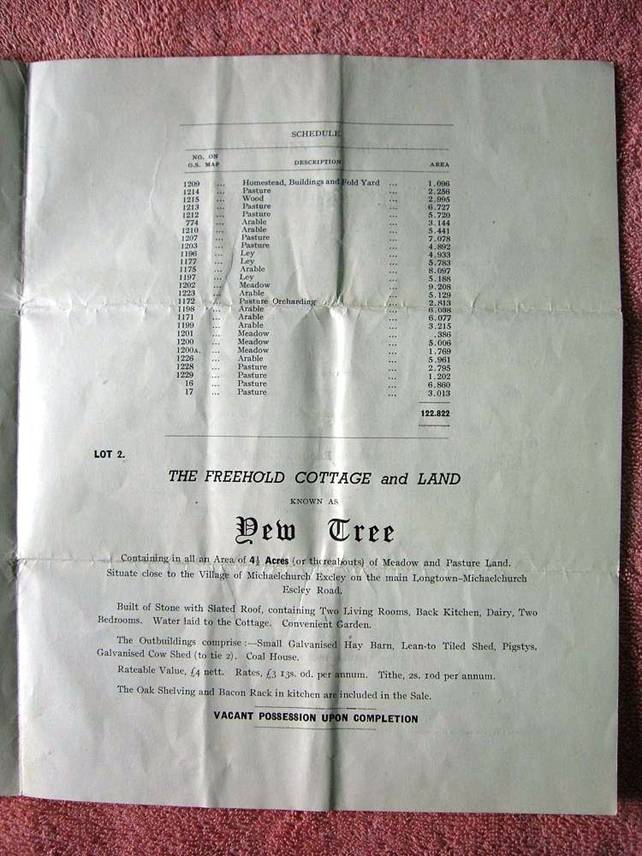 SCHEDULE.
NO. ON
O.S. MAP DESCRIPTION AREA
1209 ... Homestead, Buildings and Fold Yard ... 1.096
1214 ... Pasture ... 2.256
1215 ... Wood ... 2.995
1213 ... Pasture ... 6.727
1212 ... Pasture ... 5.720
774 ... Arable ... 3.144
1210 ... Arable ... 5.441
1207 ... Pasture ... 7.078
1203 ... Pasture ... 4.892
1196 ... Ley ... 4.933
1177 ... Ley ... 5.783
1175 ... Arable ... 8.097
1197 ... Ley ... 5.188
1202 ... Meadow ... 9.208
1223 ... Arable ... 5.129
1172 ... Pasture Orcharding ... 2.813
1198 ... Arable ... 6.038
1171 ... Arable ... 6.077
1199 ... Arable ... 3.215
1201 ... Meadow ... .386
1200 ... Meadow ... 5.006
1200A. ... Meadow ... 1.769
1226 ... Arable ... 5.961
1228 ... Pasture ... 2.795
1229 ... Pasture ... 1.202
16 ... Pasture ... 6.860
17 ... Pasture ... 3.013
122.822
LOT 2.
THE FREEHOLD COTTAGE and LAND
KNOWN AS
Yew Tree
Containing in all an Area of 4½ Acres (or thereabouts) of Meadow and Pasture Land.
Situate close to the Village of Michaelchurch Excley on the main Longtown-Michaelchurch
Escley Road.
Built of Stone with Slated Roof, containing Two Living Rooms, Back Kitchen, Dairy, Two
Bedrooms. Water laid to the Cottage. Convenient Garden.
The Outbuildings comprise :—Small Galvanised Hay Barn, Lean-to Tiled Shed, Pigstys,
Galvanised Cow Shed (to tie 2). Coal House.
Rateable Value, £4 nett. Rates, £3 13s. 0d. per annum. Tithe, 2s. 10d per annum.
The Oak Shelving and Bacon Rack in kitchen are included in the Sale.
VACANT POSSESSION UPON COMPLETION